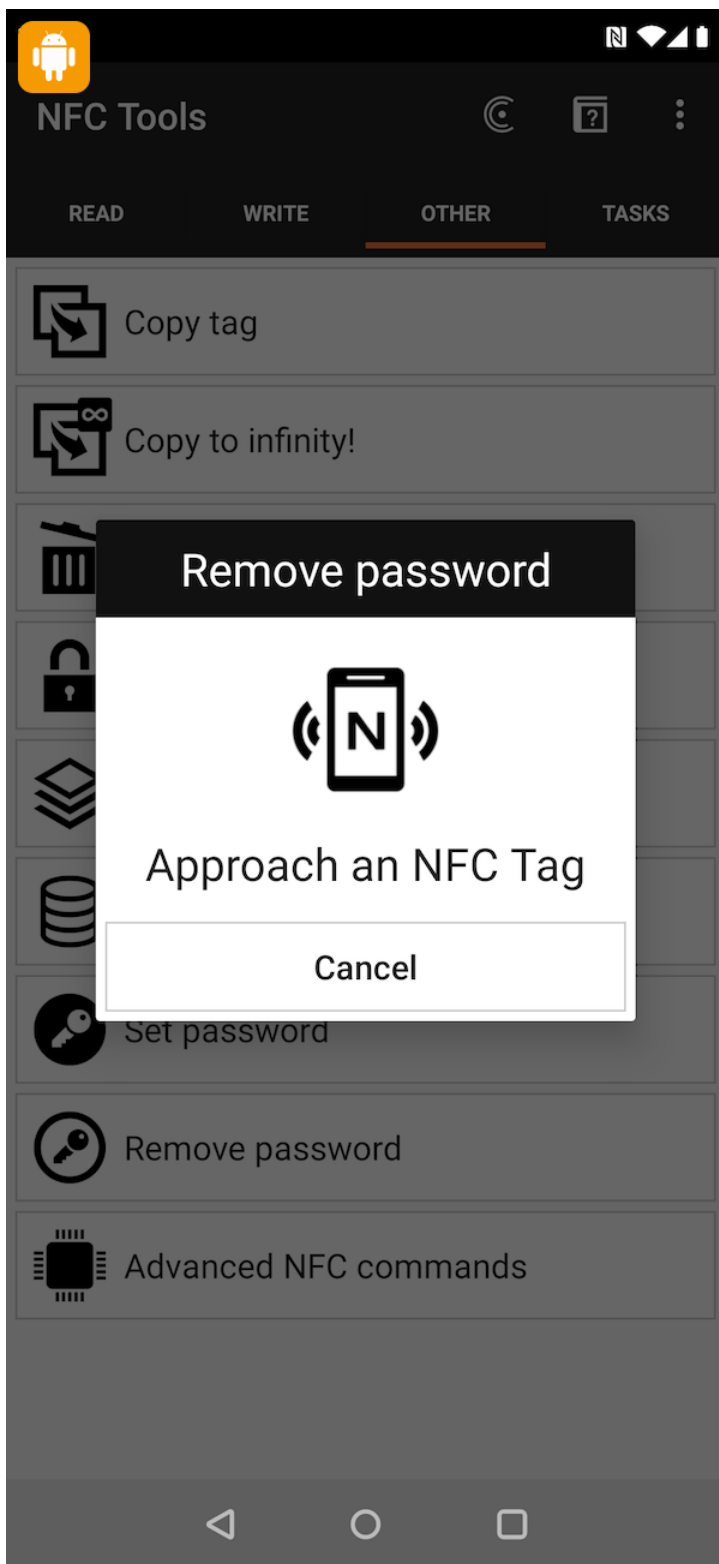 NFC Tools
READ WRITE OTHER TASKS
Copy tag
Copy to infinity!
Remove password
N
Approach an NFC Tag
Cancel
Set password
Remove password
Advanced NFC commands